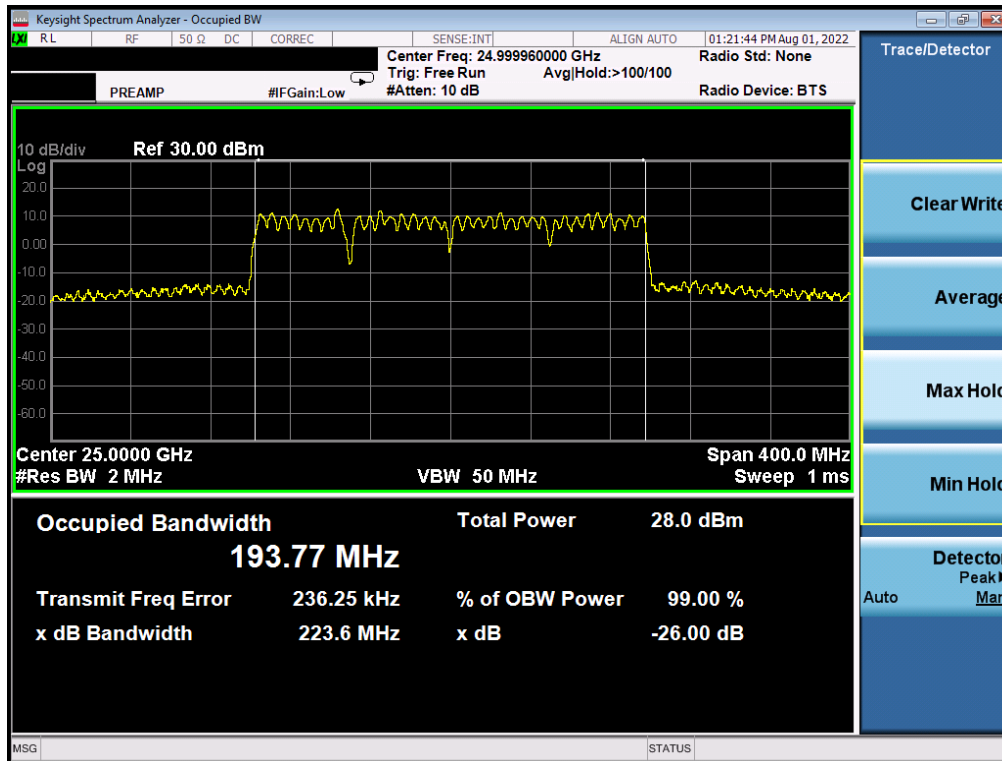 Keysight Spectrum Analyzer - Occupied BW
LXI RL RF 50 Ω DC CORREC SENSE:INT ALIGN AUTO 01:21:44 PM Aug 01, 2022
Center Freq: 24.999960000 GHz Radio Std: None
Trig: Free Run Avg|Hold:>100/100
PREAMP #IFGain:Low #Atten: 10 dB Radio Device: BTS
10 dB/div Ref 30.00 dBm
Log
20.0
10.0
0.00
-10.0
-20.0
-30.0
-40.0
-50.0
-60.0
Center 25.0000 GHz Span 400.0 MHz
#Res BW 2 MHz VBW 50 MHz Sweep 1 ms
Occupied Bandwidth Total Power 28.0 dBm
193.77 MHz
Transmit Freq Error 236.25 kHz % of OBW Power 99.00 %
x dB Bandwidth 223.6 MHz x dB -26.00 dB
MSG STATUS
Trace/Detector
Clear Write
Average
Max Hold
Min Hold
Detector
Peak
Auto Man